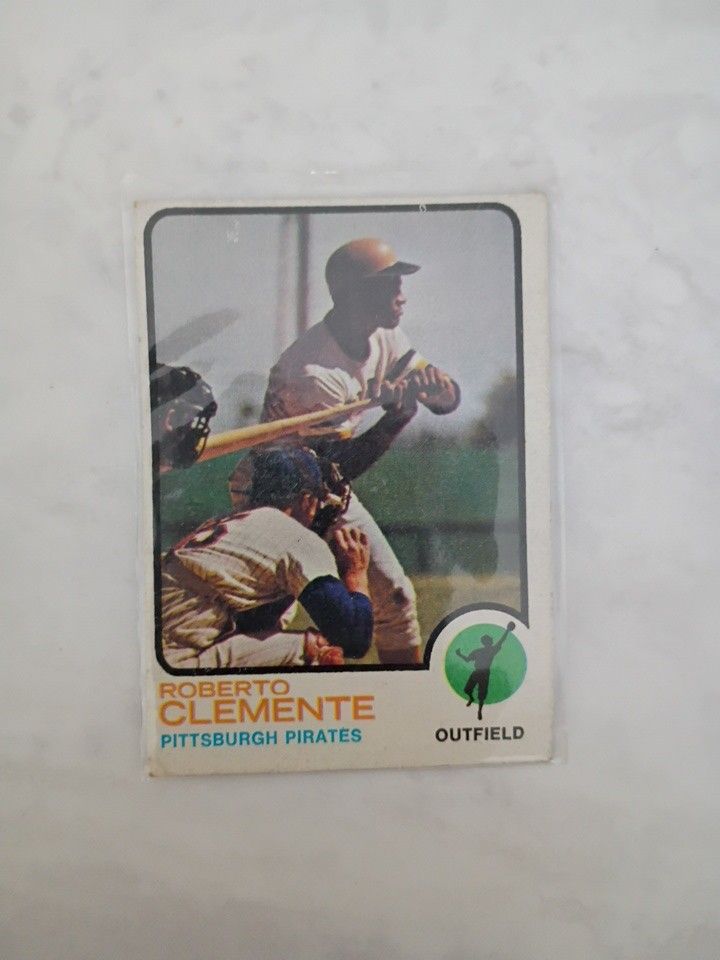 ROBERTO
CLEMENTE
PITTSBURGH PIRATES
OUTFIELD